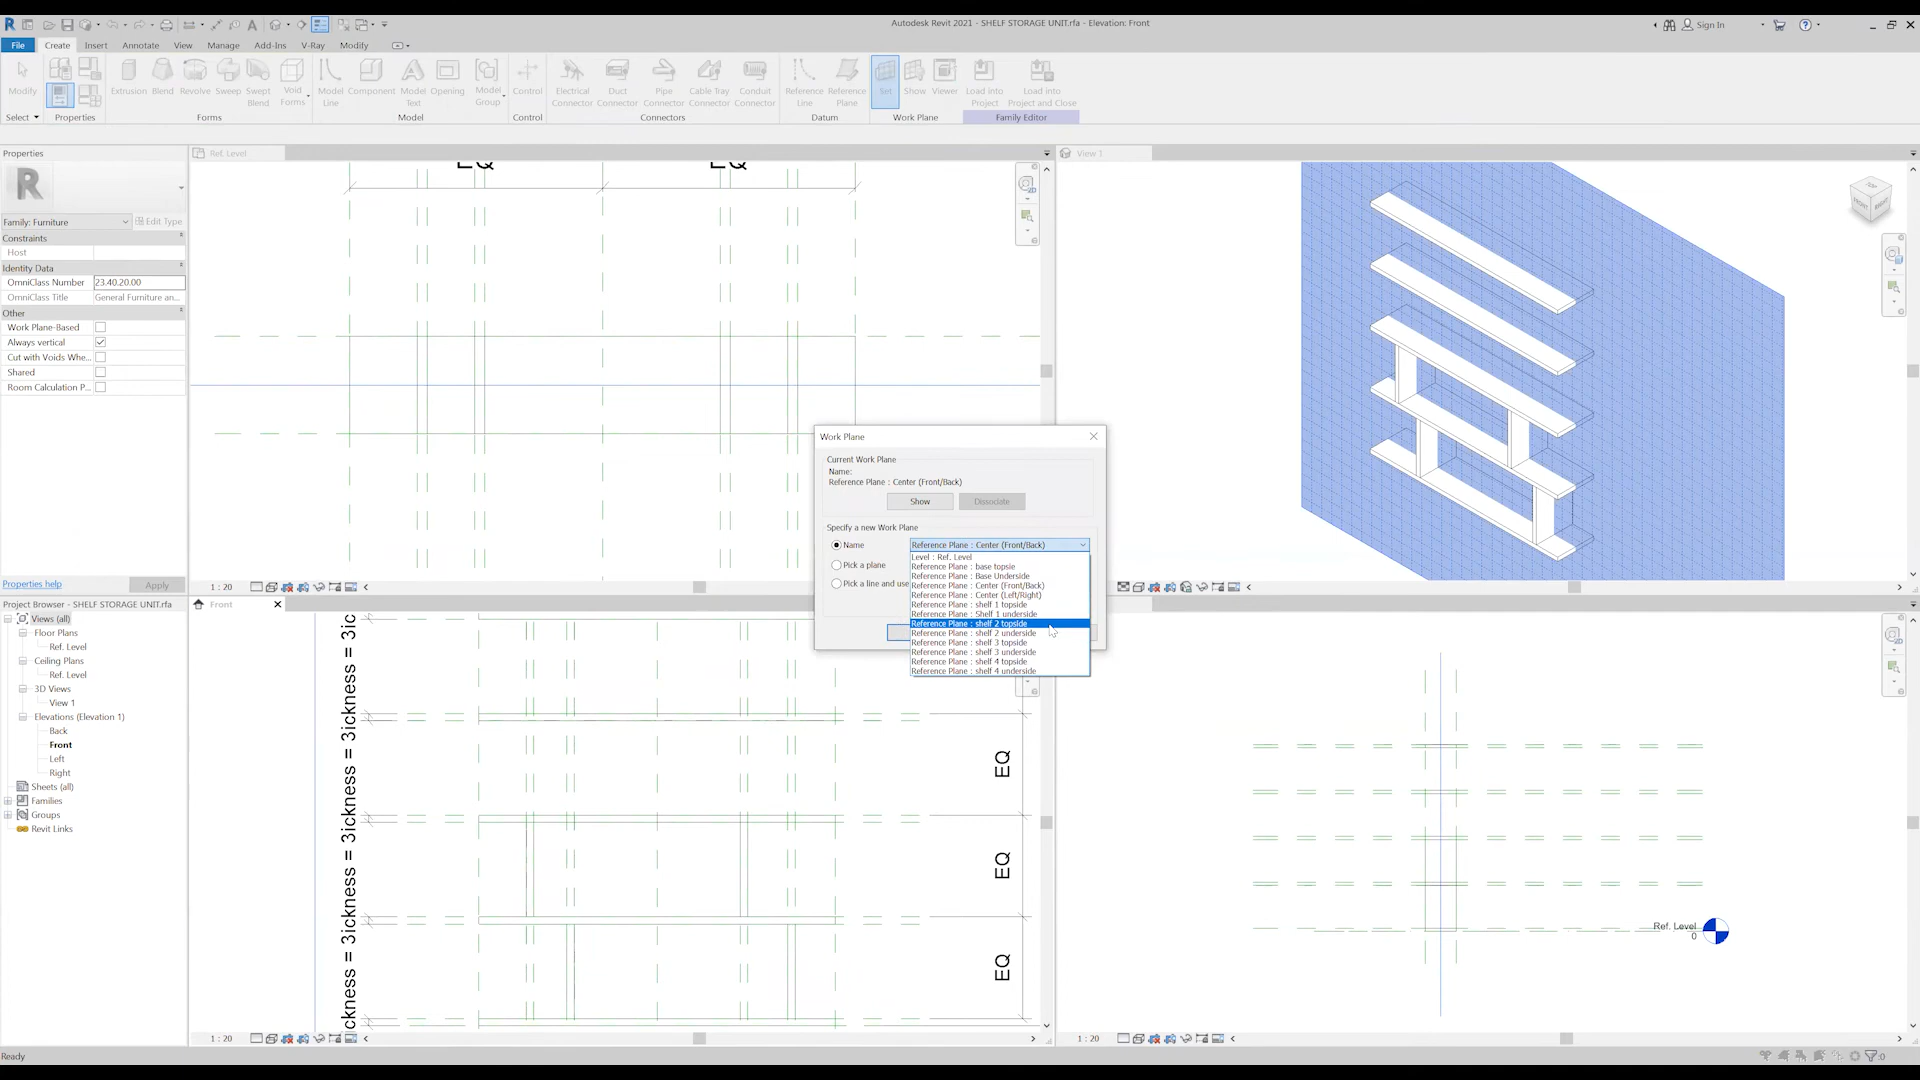 Autodesk Revit 2021 - SHELF STORAGE UNIT.rfa - Elevation: Front
Sign In
File
Create
Insert
Annotate
View
Manage
Add-Ins
V-Ray
Modify
Modify
Extrusion
Blend
Revolve
Sweep
Swept
Blend
Void
Forms
Model
Line
Component
Model
Text
Opening
Model
Group
Control
Electrical
Connector
Duct
Connector
Pipe
Connector
Cable Tray
Connector
Conduit
Connector
Reference
Line
Reference
Plane
Set
Show
Viewer
Load into
Project
Load into
Project and Close
Select
Properties
Forms
Model
Control
Connectors
Datum
Work Plane
Family Editor
Properties
Family: Furniture
Edit Type
Constraints
Host
Identity Data
OmniClass Number
23.40.20.00
OmniClass Title
General Furniture an...
Other
Work Plane-Based
Always vertical
Cut with Voids Whe...
Shared
Room Calculation P...
Properties help
Apply
Project Browser - SHELF STORAGE UNIT.rfa
Views (all)
Floor Plans
Ref. Level
Ceiling Plans
Ref. Level
3D Views
View 1
Elevations (Elevation 1)
Back
Front
Left
Right
Sheets (all)
Families
Groups
Revit Links
Ready
Ref. Level
EQ
EQ
1 : 20
View 1
TOP
FRONT
RIGHT
Work Plane
Current Work Plane
Name:
Reference Plane : Center (Front/Back)
Show
Dissociate
Specify a new Work Plane
Name
Reference Plane : Center (Front/Back)
Pick a plane
Pick a line and use
Level : Ref. Level
Reference Plane : base topsie
Reference Plane : Base Underside
Reference Plane : Center (Front/Back)
Reference Plane : Center (Left/Right)
Reference Plane : shelf 1 topside
Reference Plane : Shelf 1 underside
Reference Plane : shelf 2 topside
Reference Plane : shelf 2 underside
Reference Plane : shelf 3 topside
Reference Plane : shelf 3 underside
Reference Plane : shelf 4 topside
Reference Plane : shelf 4 underside
Front
ckness = 3ickness = 3ickness = 3ickness = 3ic
EQ
EQ
EQ
1 : 20
Ref. Level
0
1 : 20
:0